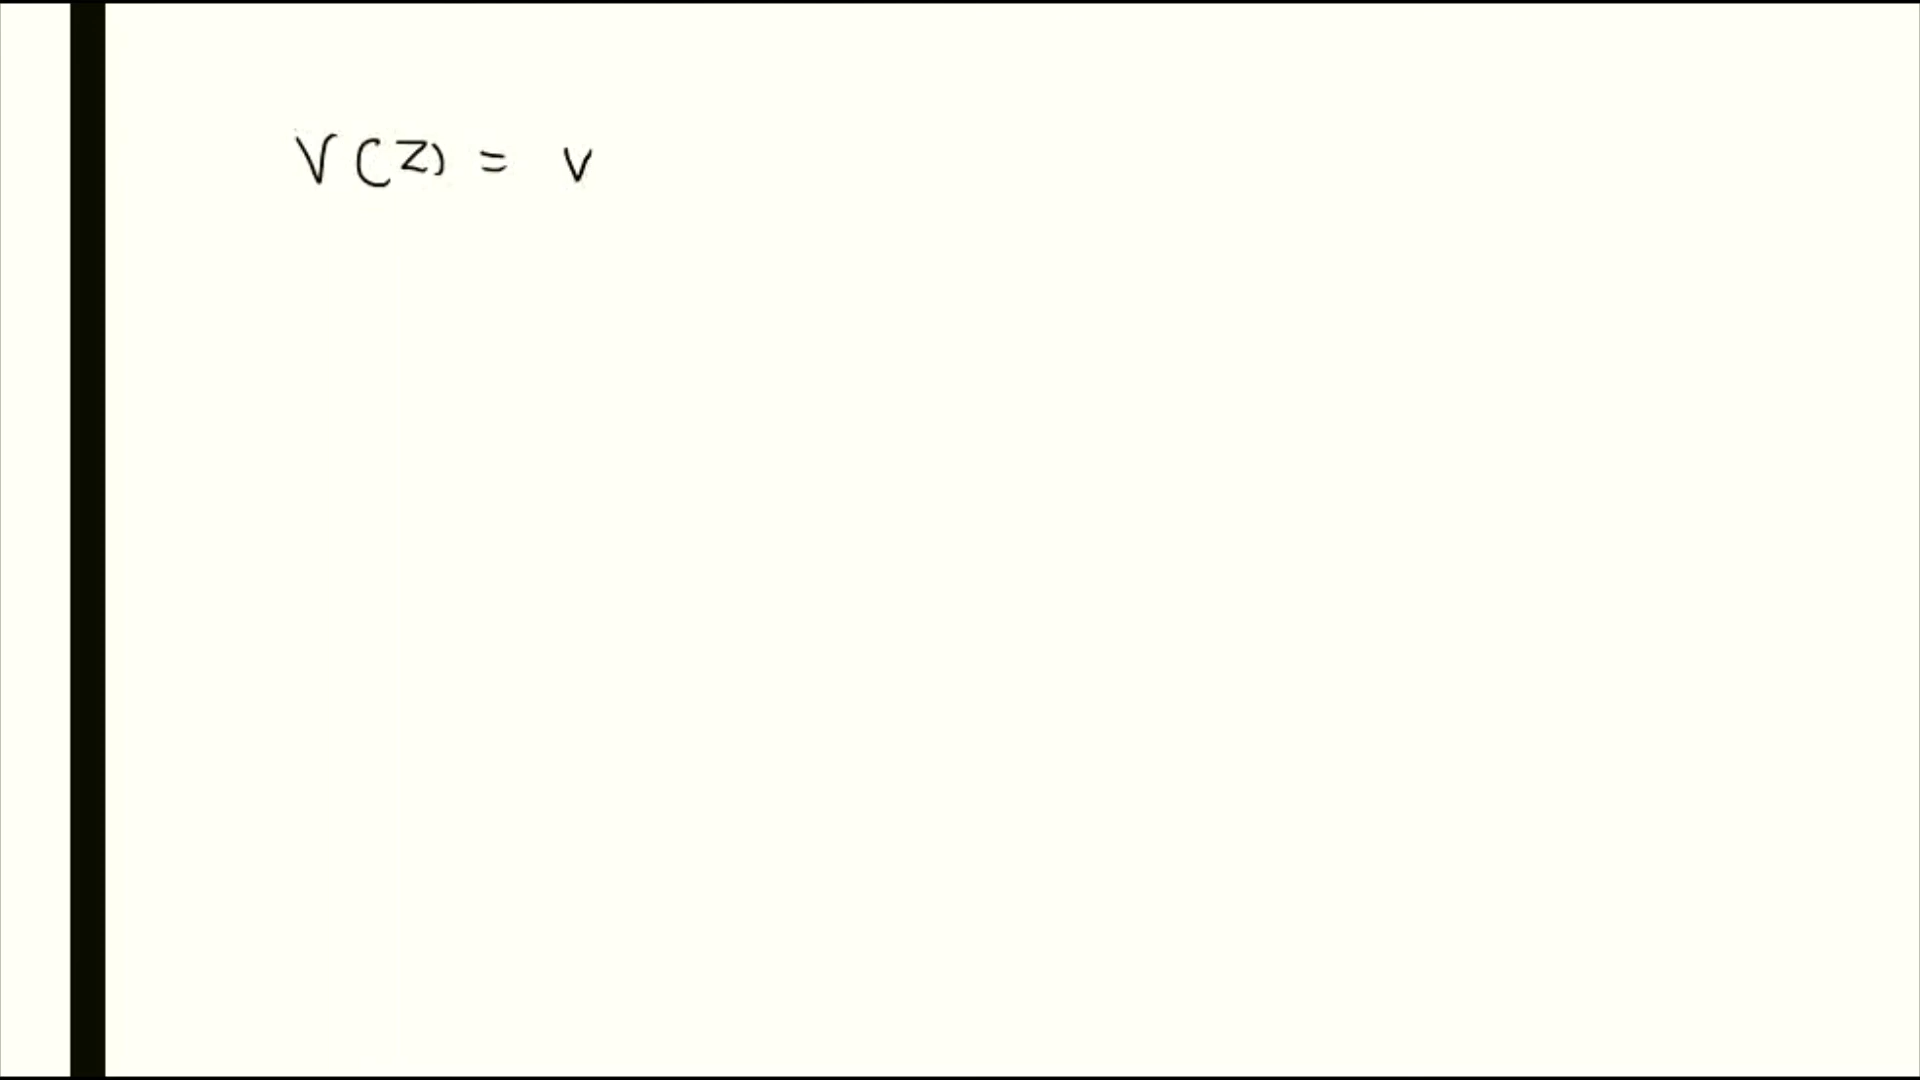 V(z) = v